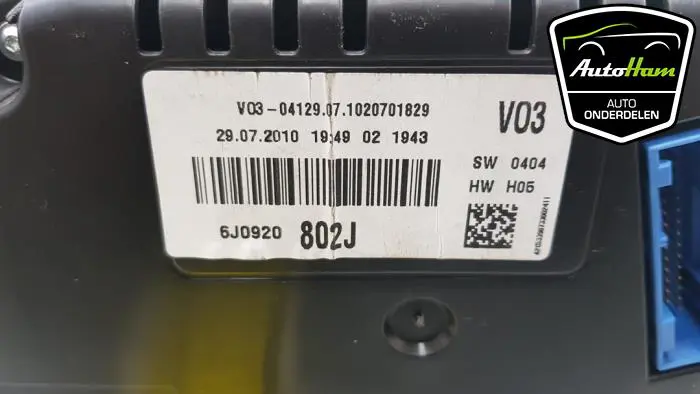 AutoHam
AUTO
ONDERDELEN
V03-04129.07.1020701829
29.07.2010 19:49 02 1943
V03
SW 0404
HW H05
6J0920 802J